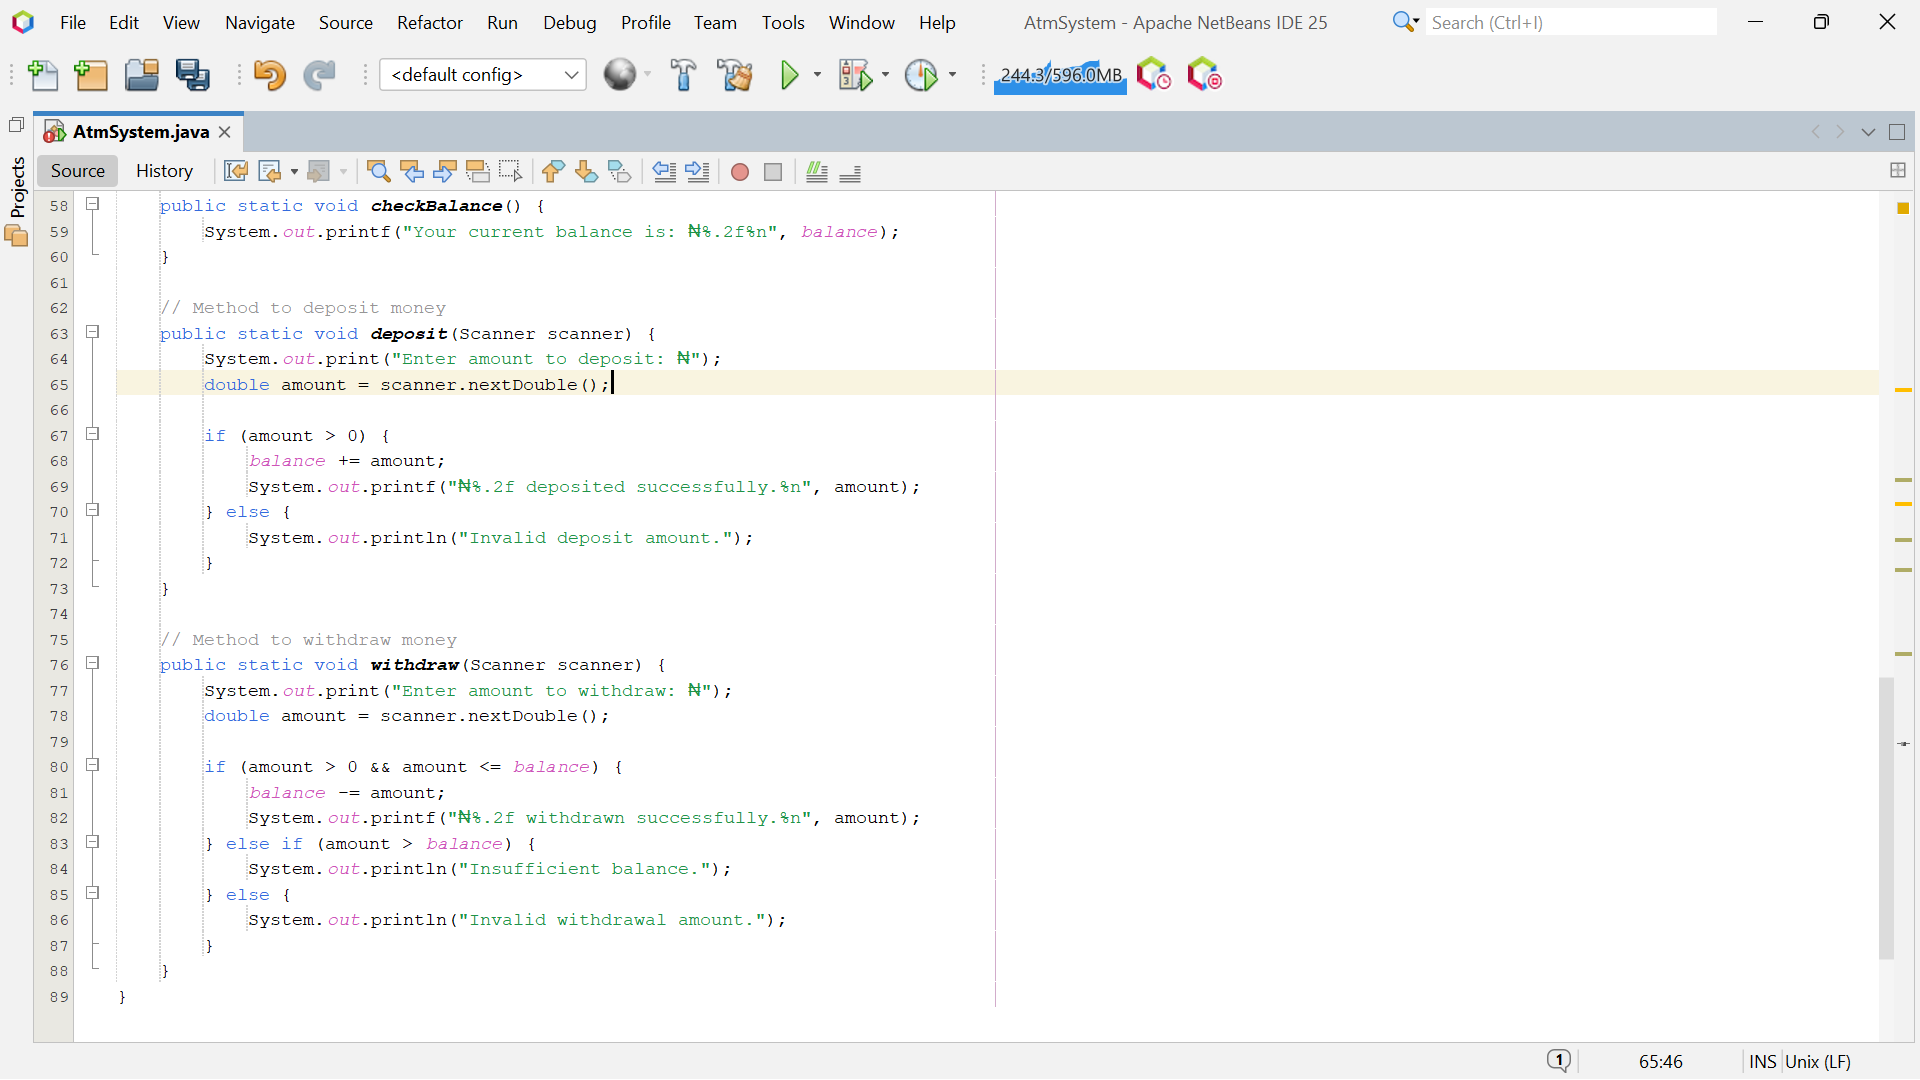 File Edit View Navigate Source Refactor Run Debug Profile Team Tools Window Help AtmSystem - Apache NetBeans IDE 25 Search (Ctrl+I)
<default config> 244.3/596.0MB
AtmSystem.java
Projects
Source History
58 public static void checkBalance() {
59 System.out.printf("Your current balance is: ₦%.2f%n", balance);
60 }
61
62 // Method to deposit money
63 public static void deposit(Scanner scanner) {
64 System.out.print("Enter amount to deposit: ₦");
65 double amount = scanner.nextDouble();
66
67 if (amount > 0) {
68 balance += amount;
69 System.out.printf("₦%.2f deposited successfully.%n", amount);
70 } else {
71 System.out.println("Invalid deposit amount.");
72 }
73 }
74
75 // Method to withdraw money
76 public static void withdraw(Scanner scanner) {
77 System.out.print("Enter amount to withdraw: ₦");
78 double amount = scanner.nextDouble();
79
80 if (amount > 0 && amount <= balance) {
81 balance -= amount;
82 System.out.printf("₦%.2f withdrawn successfully.%n", amount);
83 } else if (amount > balance) {
84 System.out.println("Insufficient balance.");
85 } else {
86 System.out.println("Invalid withdrawal amount.");
87 }
88 }
89 }
1 65:46 INS Unix (LF)